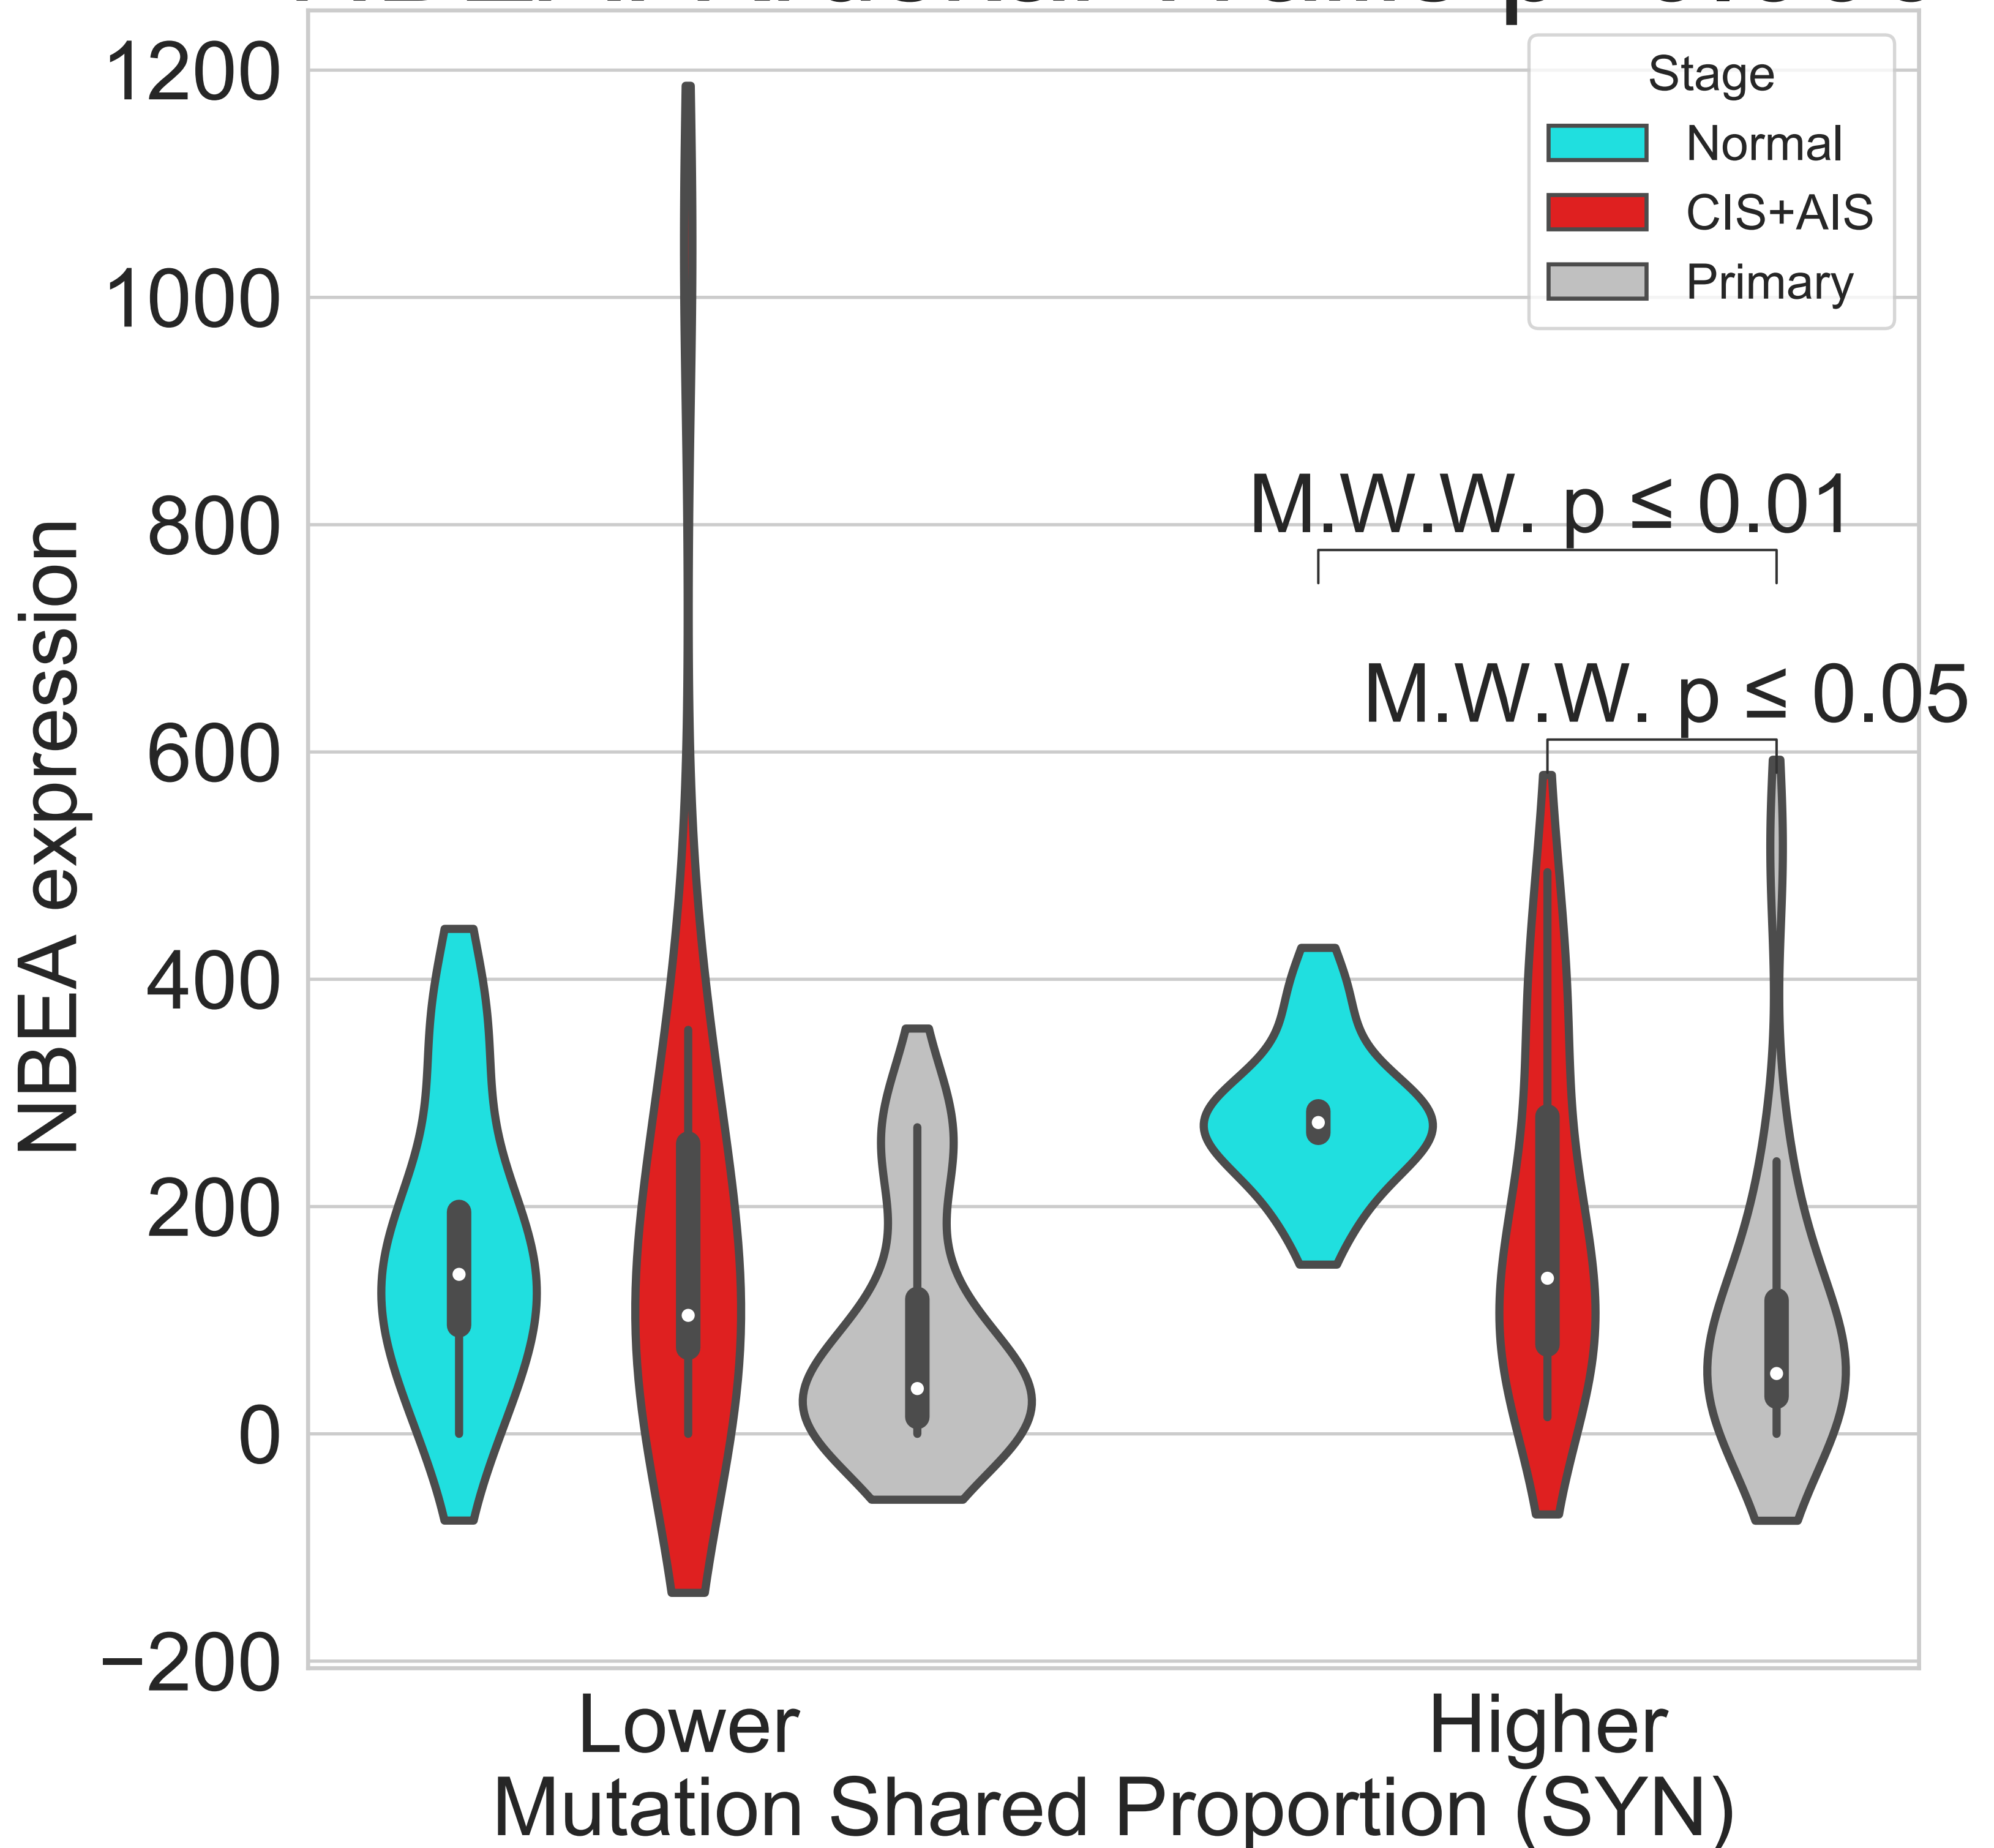 1200
1000
800
600
400
200
0
−200
NBEA expression
Stage
Normal
CIS+AIS
Primary
M.W.W. p ≤ 0.01
M.W.W. p ≤ 0.05
Lower
Higher
Mutation Shared Proportion (SYN)